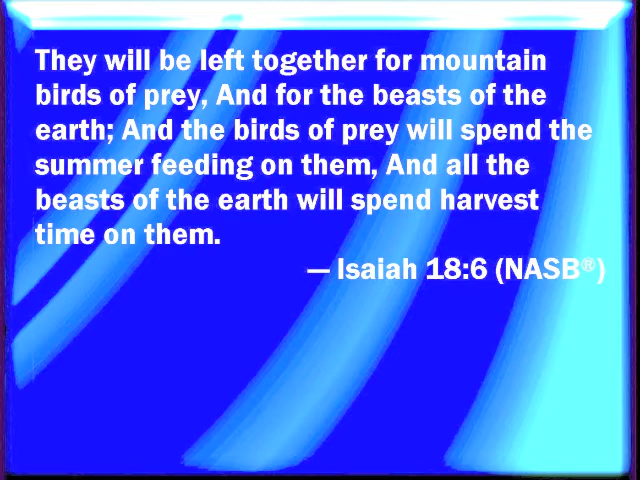 They will be left together for mountain
birds of prey, And for the beasts of the
earth; And the birds of prey will spend the
summer feeding on them, And all the
beasts of the earth will spend harvest
time on them.
— Isaiah 18:6 (NASB®)